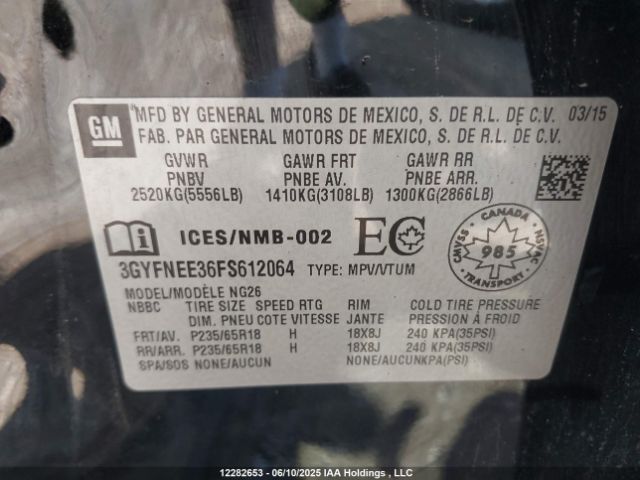 GM
MFD BY GENERAL MOTORS DE MEXICO, S. DE R.L. DE C.V. 03/15
FAB. PAR GENERAL MOTORS DE MEXICO, S. DE R.L. DE C.V.
GVWR GAWR FRT GAWR RR
PNBV PNBE AV. PNBE ARR.
2520KG(5556LB) 1410KG(3108LB) 1300KG(2866LB)
ICES/NMB-002 EC
CANADA
CMVSS 985 NSVAC
TRANSPORT
3GYFNEE36FS612064 TYPE: MPV/VTUM
MODEL/MODÈLE NG26
NBBC TIRE SIZE SPEED RTG RIM COLD TIRE PRESSURE
DIM. PNEU COTE VITESSE JANTE PRESSION À FROID
FRT/AV. P235/65R18 H 18X8J 240 KPA(35PSI)
RR/ARR. P235/65R18 H 18X8J 240 KPA(35PSI)
SPA/SOS NONE/AUCUN NONE/AUCUNKPA(PSI)
12282653 - 06/10/2025 IAA Holdings , LLC